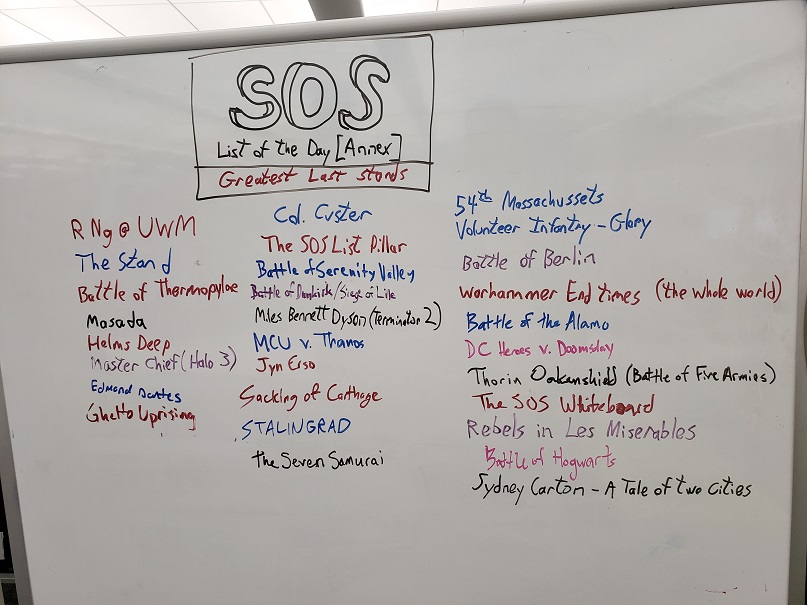 SOS
List of the Day [Annex]
Greatest Last stands
RNg @ UWM
The Stand
Battle of Thermopylae
Masada
Helms Deep
Master Chief (Halo 3)
Edmond Dantes
Ghetto Uprising
Col. Custer
The SOS List Pillar
Battle of Serenity Valley
Battle of Dunkirk/Siege of Lille
Miles Bennett Dyson (Terminator 2)
MCU v. Thanos
Jyn Erso
Sacking of Carthage
STALINGRAD
The Seven Samurai
54th Massachussets
Volunteer Infantry - Glory
Battle of Berlin
Warhammer End times (the whole world)
Battle of the Alamo
DC Heroes v. Doomsday
Thorin Oakenshield (Battle of Five Armies)
The SOS Whiteboard
Rebels in Les Miserables
Battle of Hogwarts
Sydney Carton - A Tale of two Cities